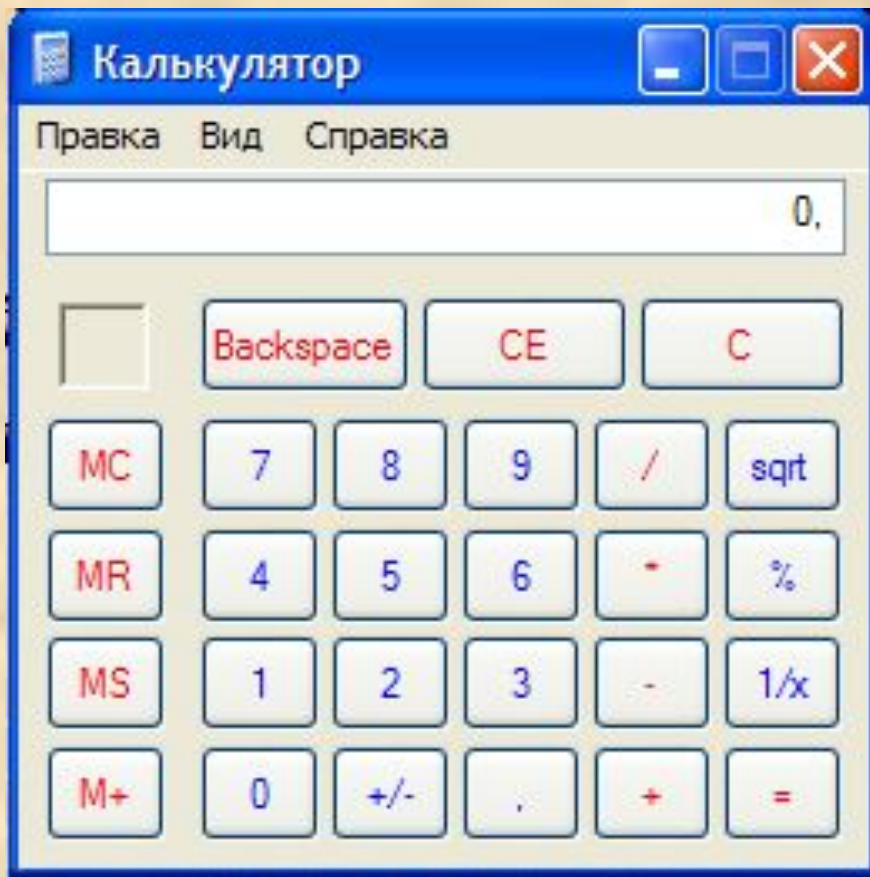 Калькулятор
Правка Вид Справка
0,
Backspace CE C
MC 7 8 9 / sqrt
MR 4 5 6 * %
MS 1 2 3 - 1/x
M+ 0 +/- , + =